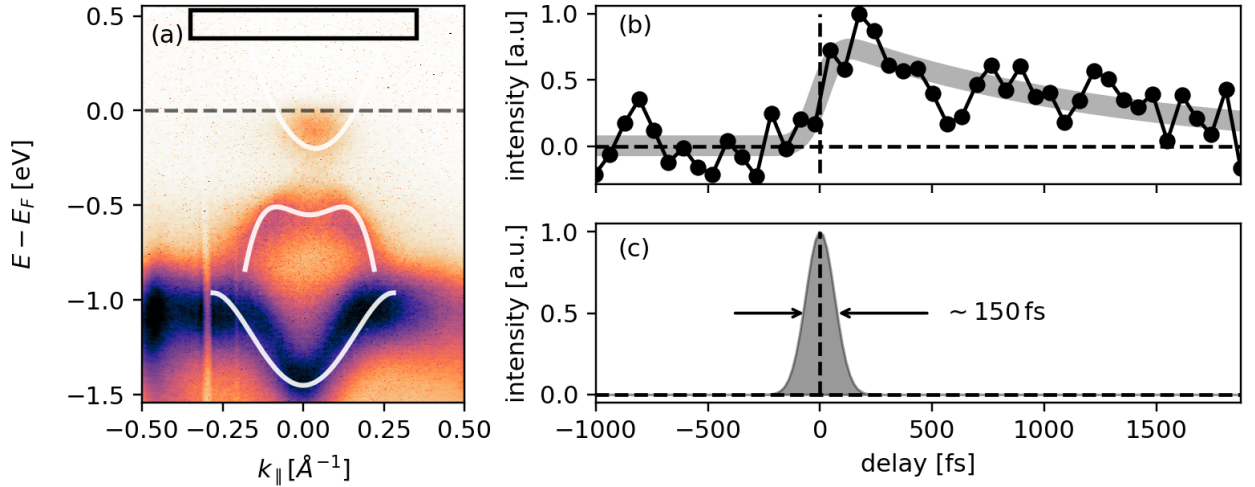 (a)
0.5
0.0
−0.5
−1.0
−1.5
E − E_F [eV]
−0.50
−0.25
0.00
0.25
0.50
k_∥ [Å⁻¹]
(b)
1.0
0.5
0.0
intensity [a.u]
(c)
1.0
0.5
0.0
intensity [a.u.]
~ 150 fs
−1000
−500
0
500
1000
1500
delay [fs]